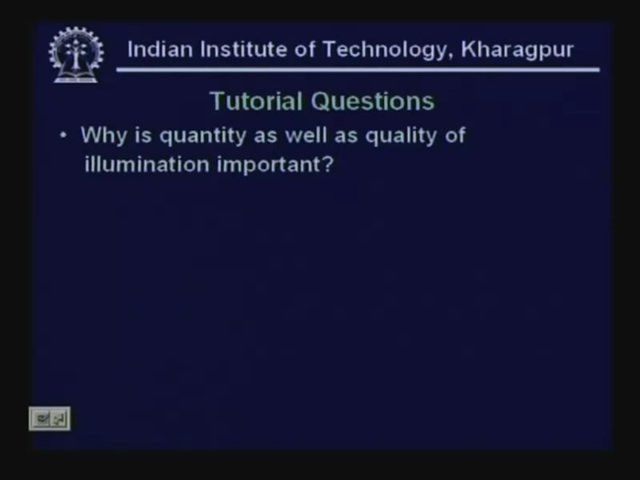 Indian Institute of Technology, Kharagpur
Tutorial Questions
• Why is quantity as well as quality of
illumination important?